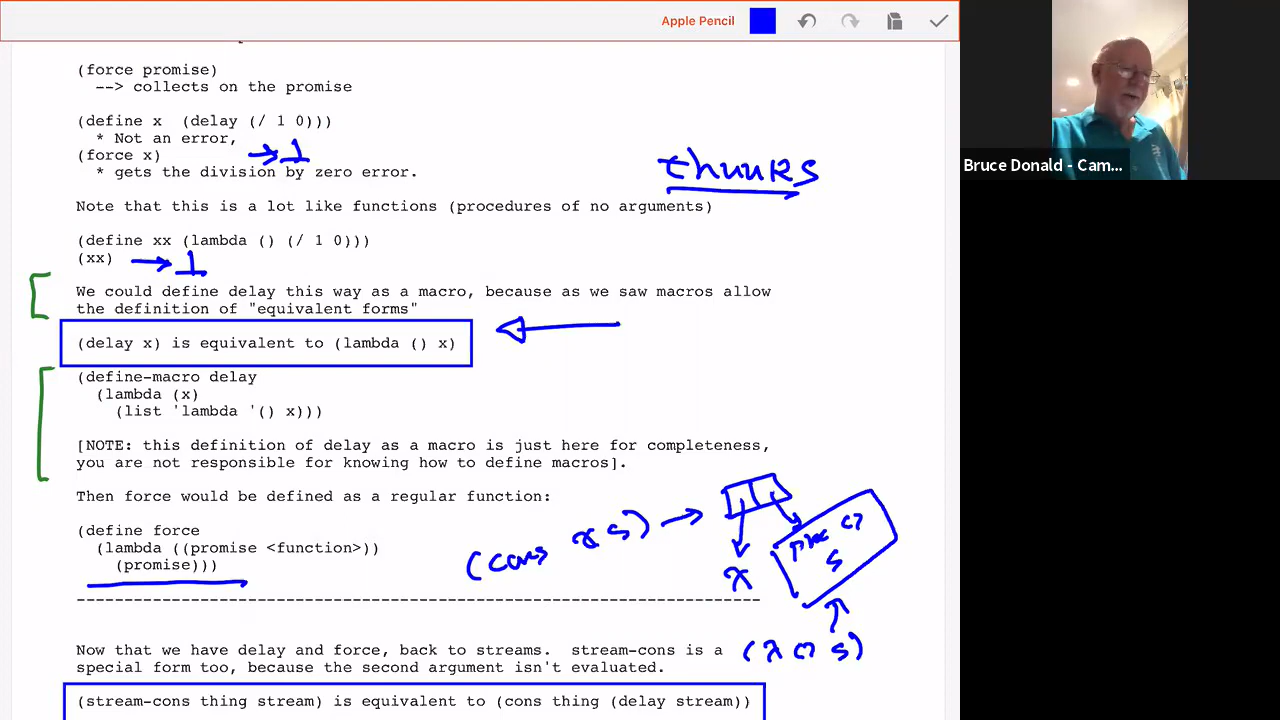 Apple Pencil
(force promise)
--> collects on the promise
(define x (delay (/ 1 0)))
* Not an error,
(force x) → ⊥
* gets the division by zero error.
thunks
Note that this is a lot like functions (procedures of no arguments)
(define xx (lambda () (/ 1 0)))
(xx) → ⊥
We could define delay this way as a macro, because as we saw macros allow
the definition of "equivalent forms"
(delay x) is equivalent to (lambda () x)
(define-macro delay
(lambda (x)
(list 'lambda '() x)))
[NOTE: this definition of delay as a macro is just here for completeness,
you are not responsible for knowing how to define macros].
Then force would be defined as a regular function:
(define force
(lambda ((promise <function>))
(promise)))
(cons x s) →
x
proc ()
s
(λ () s)
-----------------------------------------------------------------------
Now that we have delay and force, back to streams. stream-cons is a
special form too, because the second argument isn't evaluated.
(stream-cons thing stream) is equivalent to (cons thing (delay stream))
Bruce Donald - Cam...